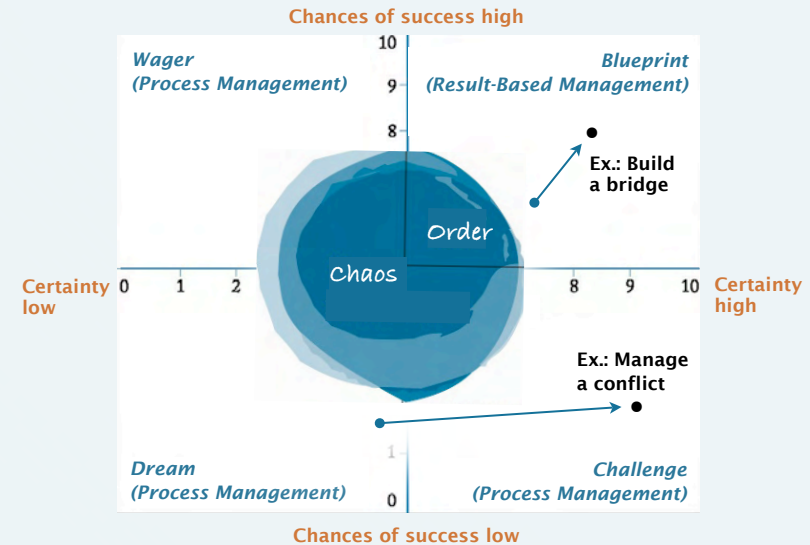 Chances of success high
Wager
(Process Management)
10
9
8
Blueprint
(Result-Based Management)
Ex.: Build
a bridge
Order
Chaos
Certainty
low
0 1 2
8 9 10
Certainty
high
Ex.: Manage
a conflict
1
0
Dream
(Process Management)
Challenge
(Process Management)
Chances of success low